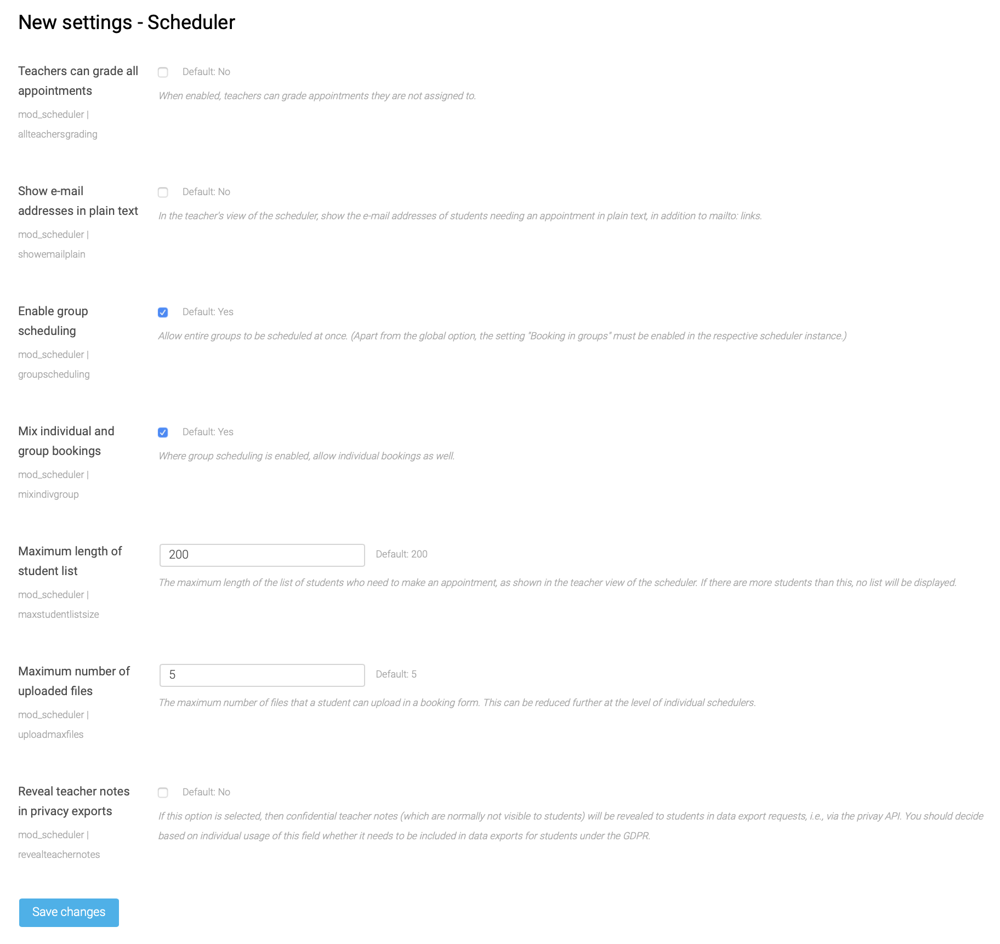 New settings - Scheduler
Teachers can grade all
appointments
mod_scheduler |
allteachersgrading
Default: No
When enabled, teachers can grade appointments they are not assigned to.
Show e-mail
addresses in plain text
mod_scheduler |
showemailplain
Default: No
In the teacher's view of the scheduler, show the e-mail addresses of students needing an appointment in plain text, in addition to mailto: links.
Enable group
scheduling
mod_scheduler |
groupscheduling
Default: Yes
Allow entire groups to be scheduled at once. (Apart from the global option, the setting "Booking in groups" must be enabled in the respective scheduler instance.)
Mix individual and
group bookings
mod_scheduler |
mixindivgroup
Default: Yes
Where group scheduling is enabled, allow individual bookings as well.
Maximum length of
student list
mod_scheduler |
maxstudentlistsize
200
Default: 200
The maximum length of the list of students who need to make an appointment, as shown in the teacher view of the scheduler. If there are more students than this, no list will be displayed.
Maximum number of
uploaded files
mod_scheduler |
uploadmaxfiles
5
Default: 5
The maximum number of files that a student can upload in a booking form. This can be reduced further at the level of individual schedulers.
Reveal teacher notes
in privacy exports
mod_scheduler |
revealteachernotes
Default: No
If this option is selected, then confidential teacher notes (which are normally not visible to students) will be revealed to students in data export requests, i.e., via the privay API. You should decide
based on individual usage of this field whether it needs to be included in data exports for students under the GDPR.
Save changes